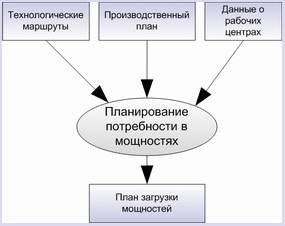 Технологические
маршруты
Производственный
план
Данные о
рабочих
центрах
Планирование
потребности в
мощностях
План загрузки
мощностей